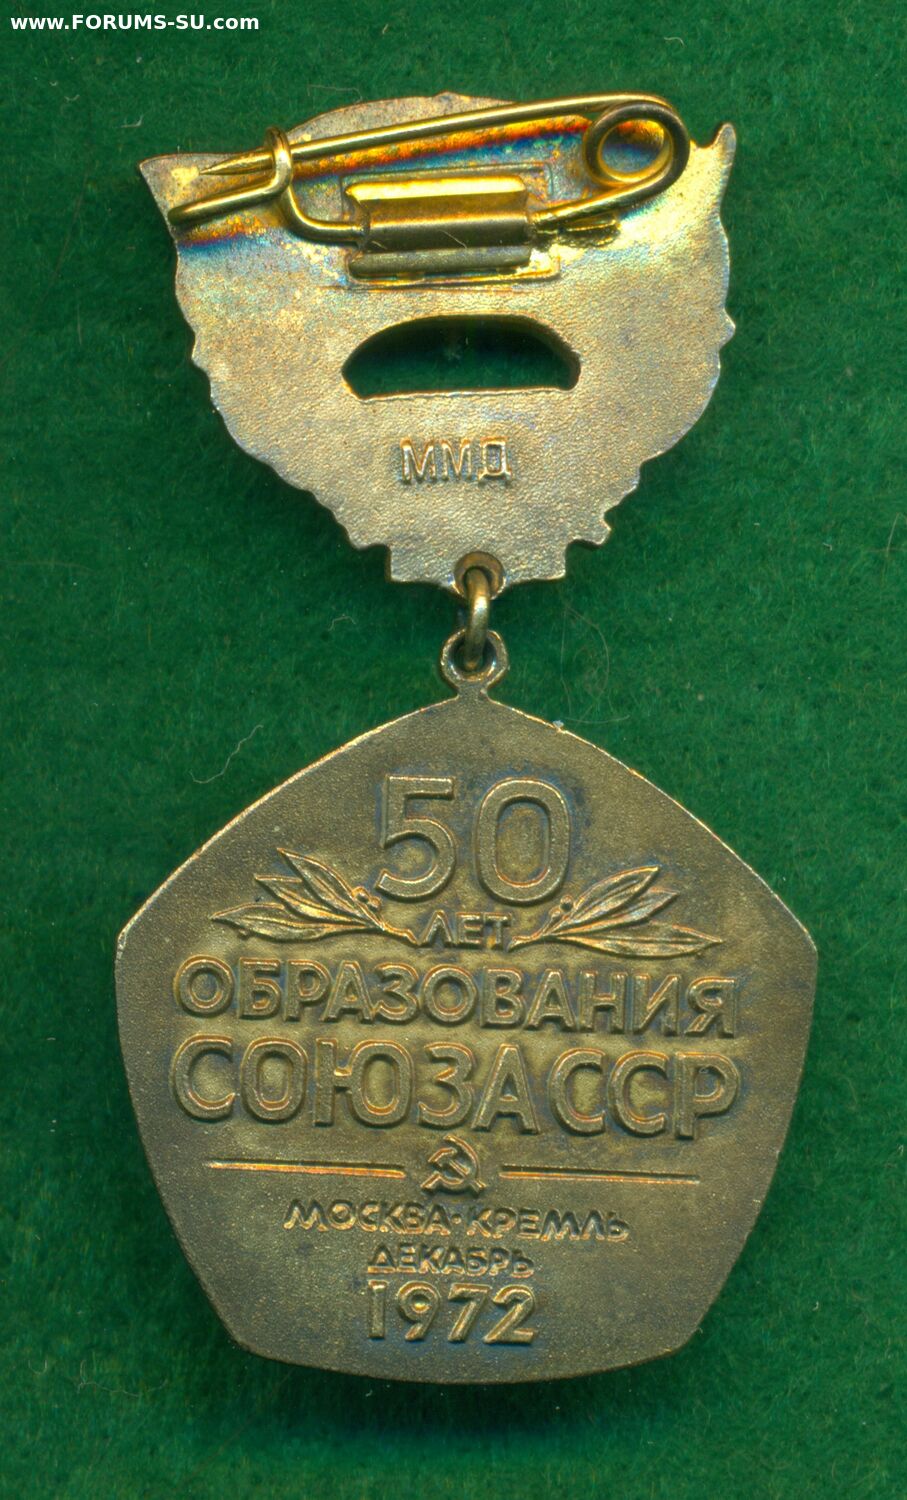 www.FORUMS-SU.com
ММД
50
ЛЕТ
ОБРАЗОВАНИЯ
СОЮЗА ССР
МОСКВА·КРЕМЛЬ
ДЕКАБРЬ
1972